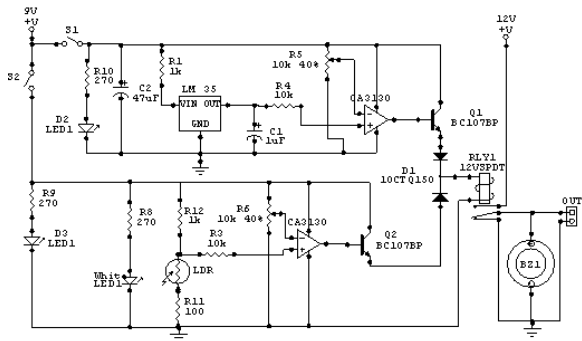 9V
+V
S1
12V
+V
S2
R10
270
C2
47uF
R1
1k
LM 35
VIN OUT
GND
R5
10k 40%
R4
10k
CA3130
Q1
BC107BP
D2
LED1
C1
1uF
D1
10CTQ150
RLY1
12VSPDT
R9
270
R8
270
R12
1k
R6
10k 40%
CA3130
OUT
D3
LED1
R3
10k
Q2
BC107BP
Whit
LED1
LDR
BZ1
R11
100